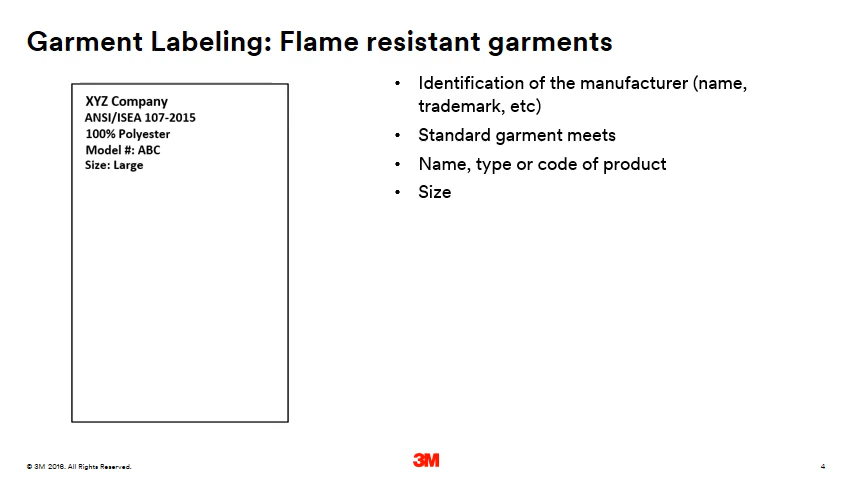 Garment Labeling: Flame resistant garments
XYZ Company
ANSI/ISEA 107-2015
100% Polyester
Model #: ABC
Size: Large
• Identification of the manufacturer (name,
trademark, etc)
• Standard garment meets
• Name, type or code of product
• Size
© 3M 2016. All Rights Reserved.
3M
4